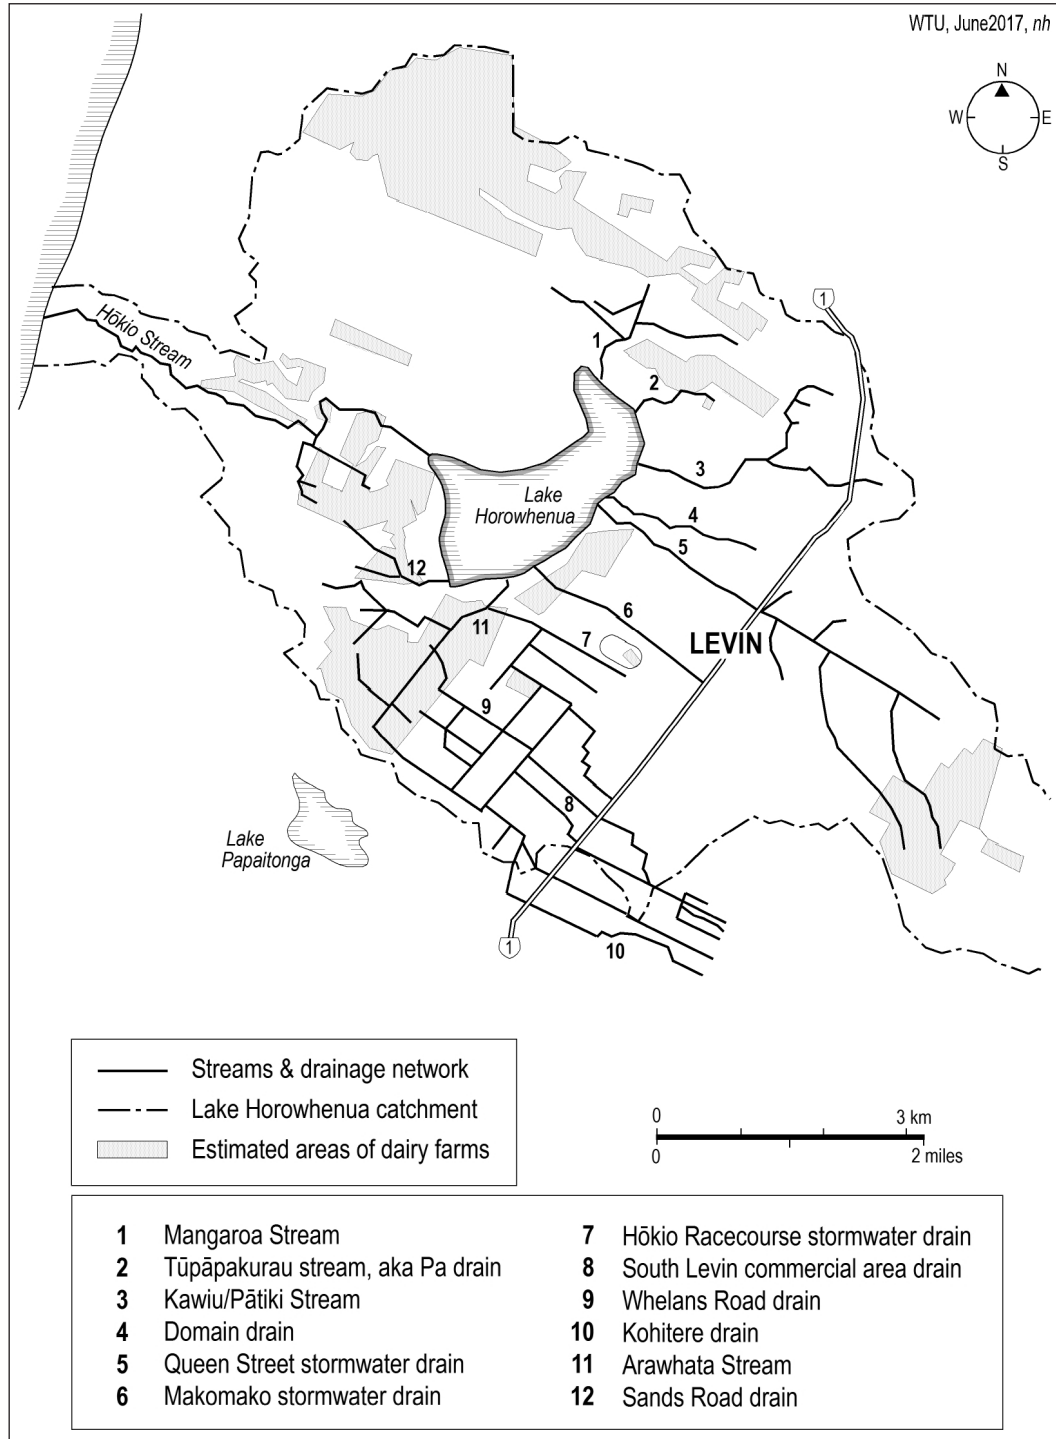 WTU, June2017, nh
N
W
E
S
1
Hōkio Stream
1
2
3
Lake
Horowhenua
4
5
12
6
11
7
LEVIN
9
8
Lake
Papaitonga
1
10
Streams & drainage network
Lake Horowhenua catchment
Estimated areas of dairy farms
0
3 km
0
2 miles
1 Mangaroa Stream
2 Tūpāpakurau stream, aka Pa drain
3 Kawiu/Pātiki Stream
4 Domain drain
5 Queen Street stormwater drain
6 Makomako stormwater drain
7 Hōkio Racecourse stormwater drain
8 South Levin commercial area drain
9 Whelans Road drain
10 Kohitere drain
11 Arawhata Stream
12 Sands Road drain